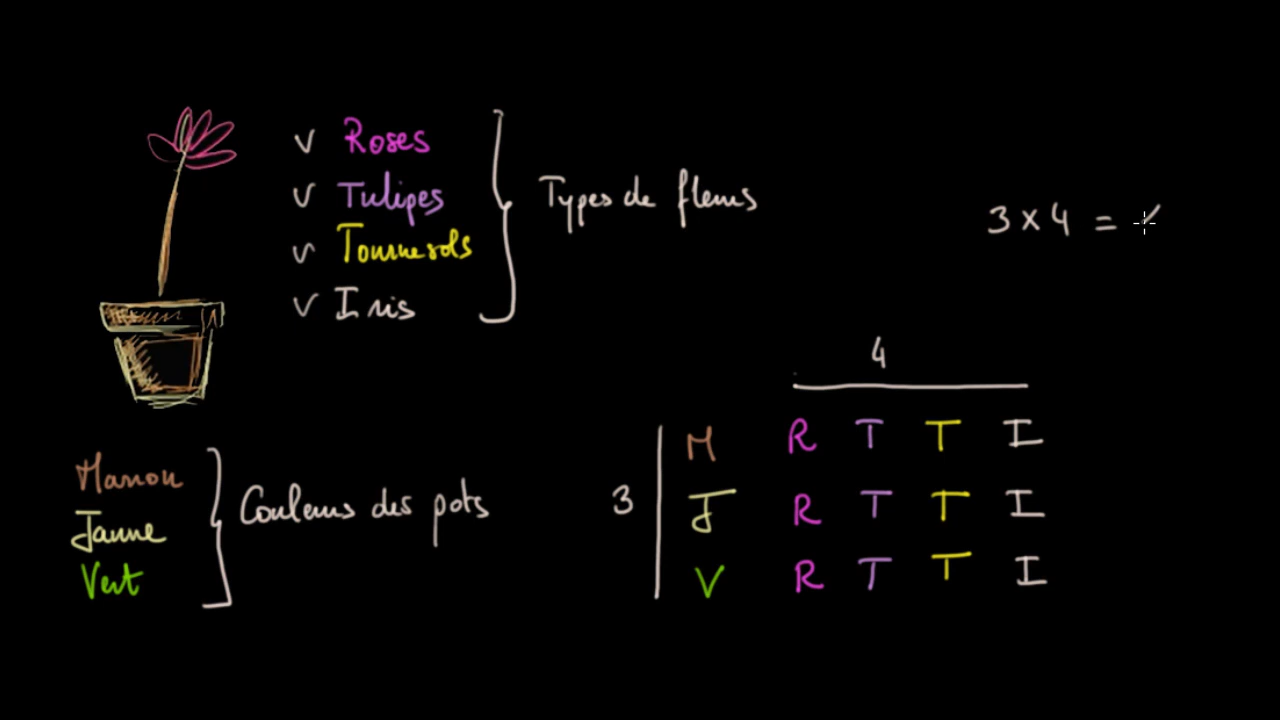 v Roses
v Tulipes
v Tournesols
v Iris
Types de fleurs
3 x 4 =
4
Marron
Jaune
Vert
Couleurs des pots
3
M R T T I
J R T T I
V R T T I